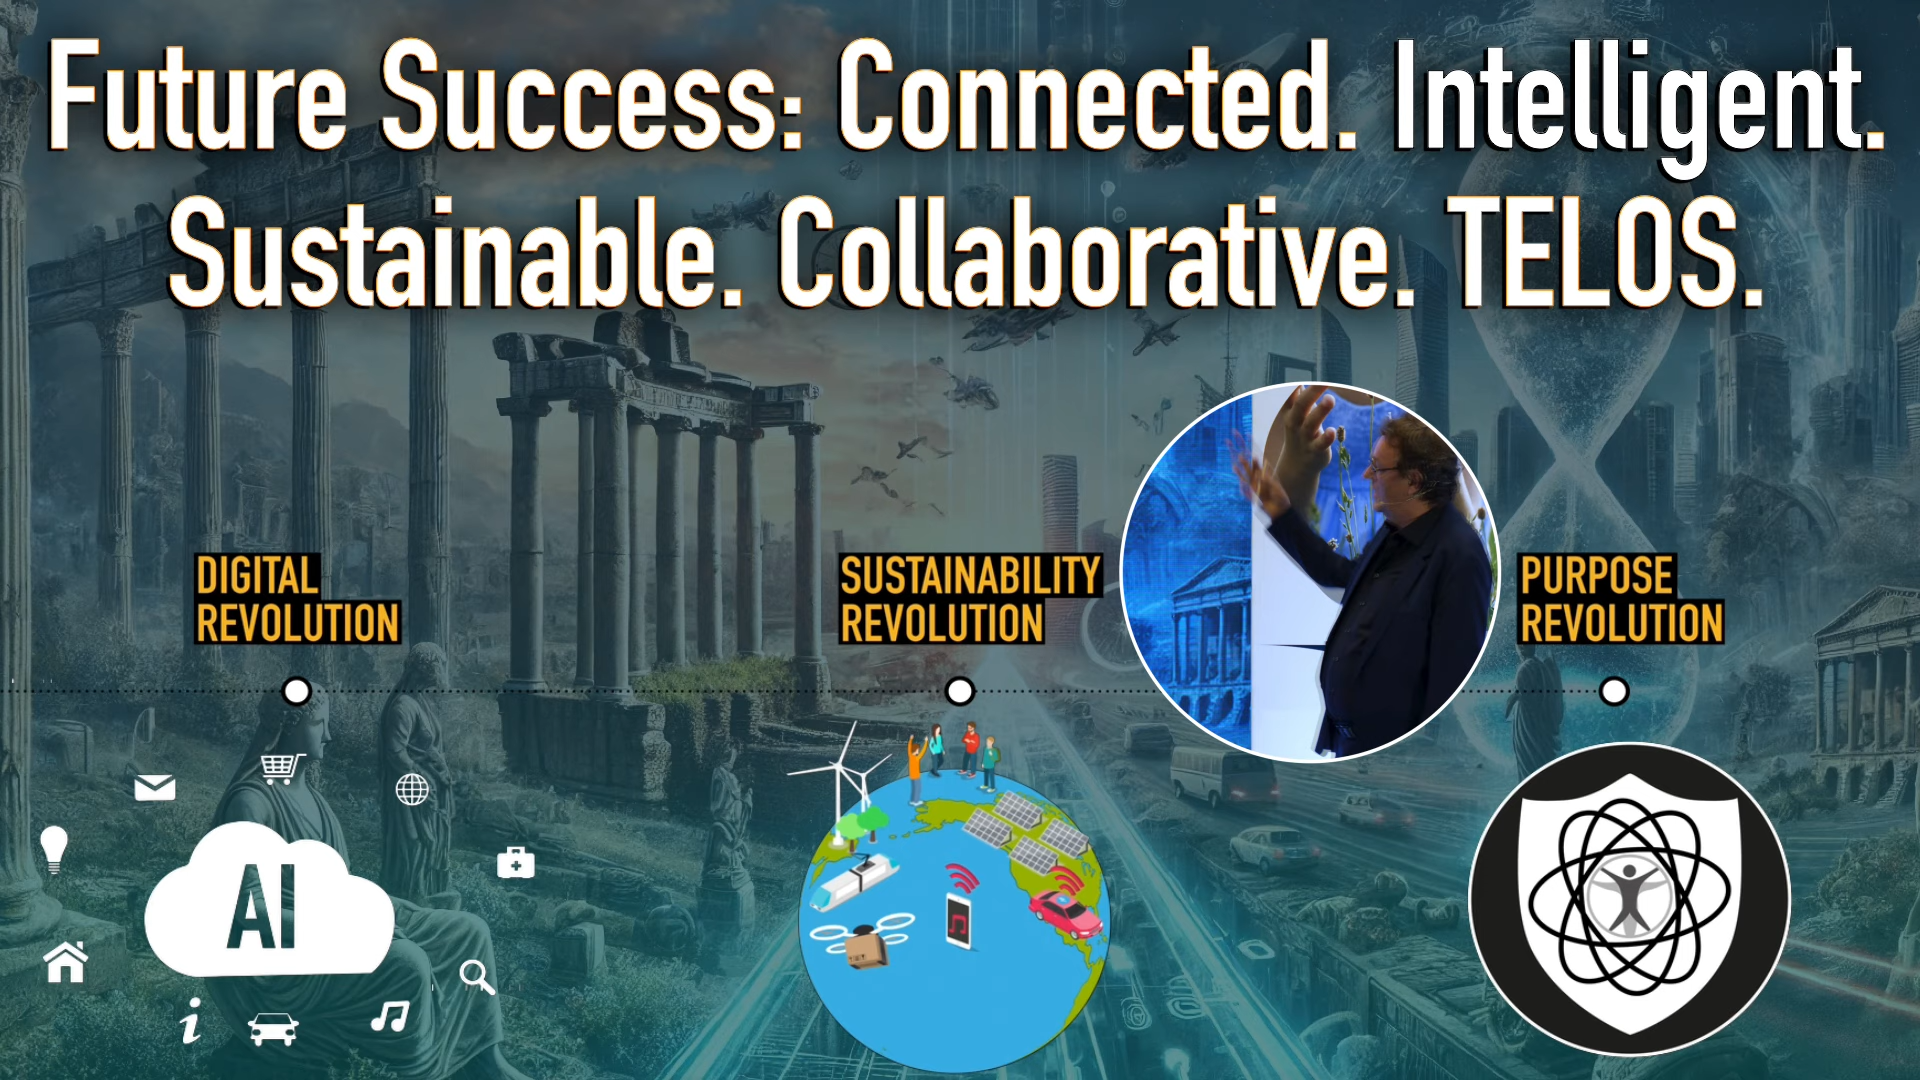 Future Success: Connected. Intelligent.
Sustainable. Collaborative. TELOS.
DIGITAL
REVOLUTION
SUSTAINABILITY
REVOLUTION
PURPOSE
REVOLUTION
AI
i